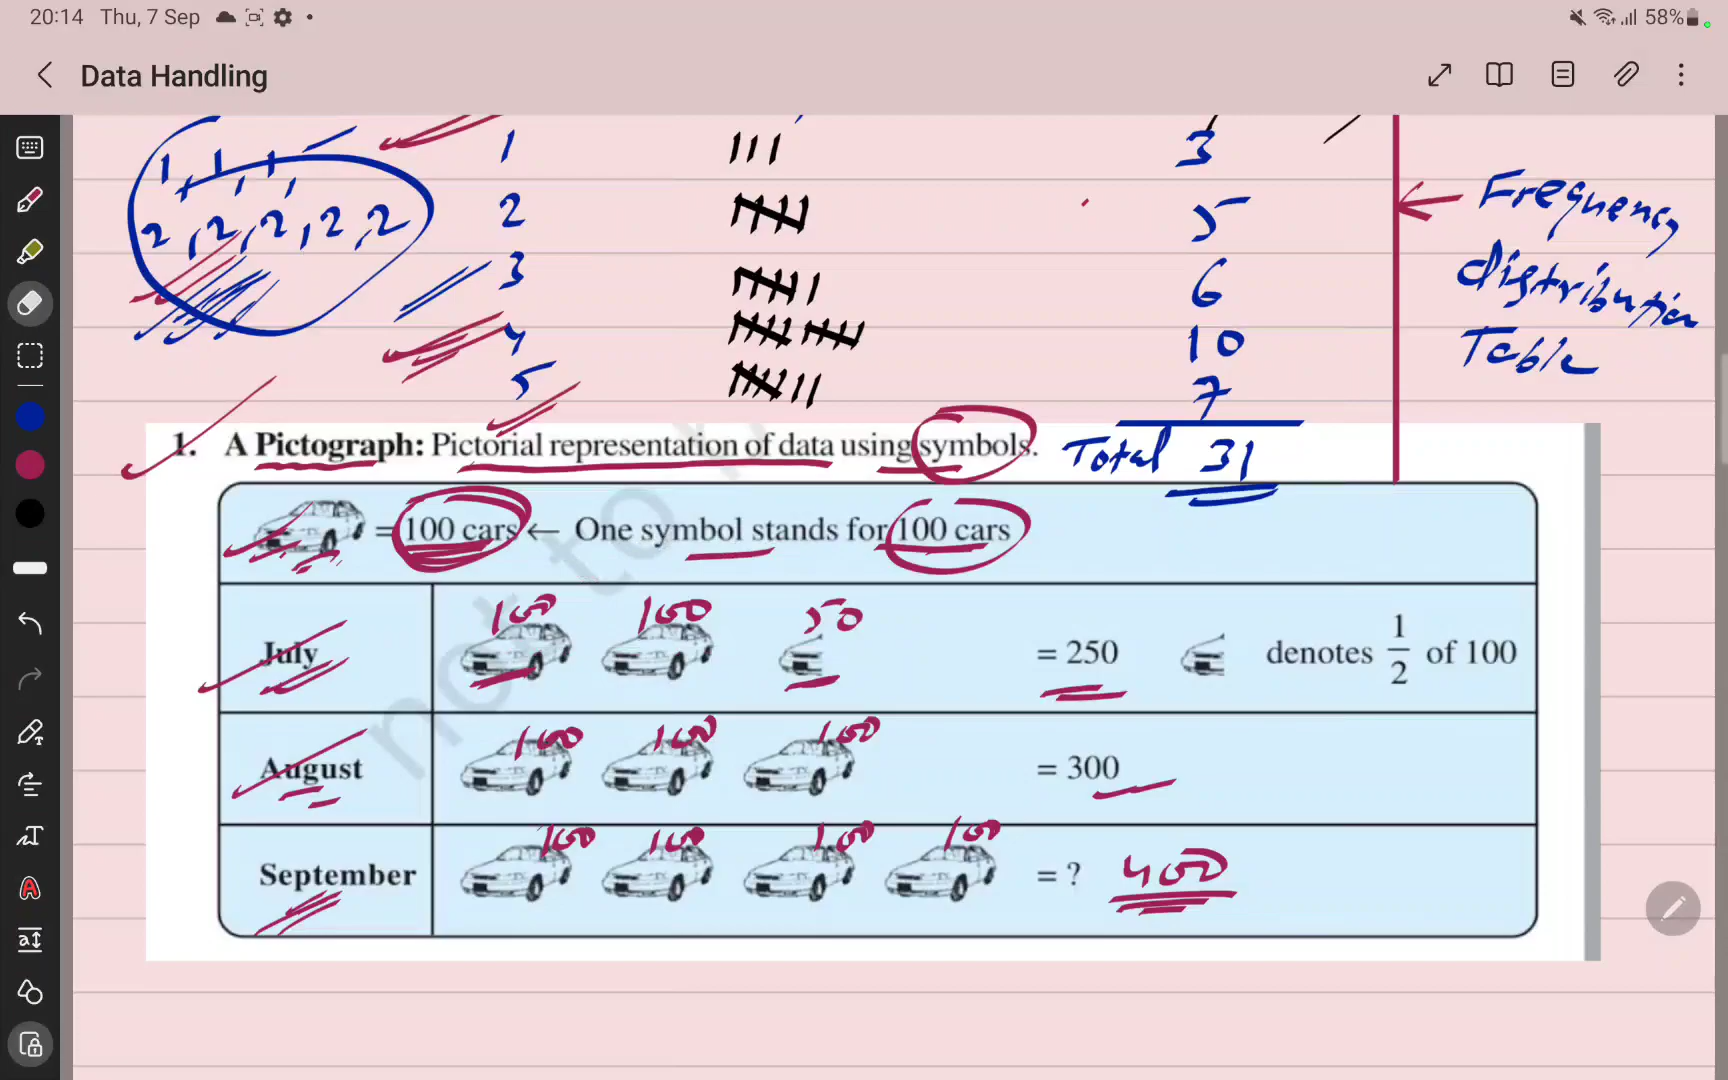 20:14 Thu, 7 Sep 58%
Data Handling
1 3
2 5
3 6
4 10
5 7
1, 1, 1,
2, 2, 2, 2, 2
Frequency
distribution
Table
Total 31
1. A Pictograph: Pictorial representation of data using symbols.
= 100 cars ← One symbol stands for 100 cars
100 100 50
July = 250 denotes 1/2 of 100
100 100 100
August = 300
100 100 100 100
September = ? 400
not to